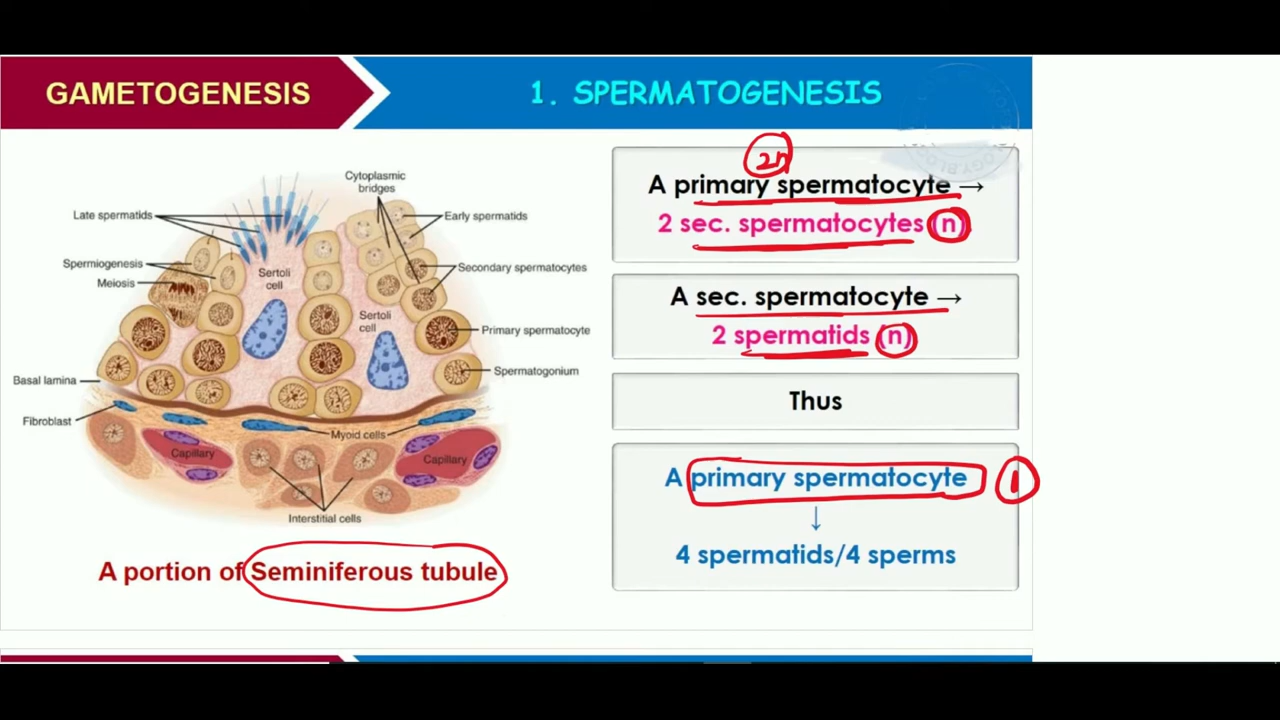 GAMETOGENESIS
1. SPERMATOGENESIS
Cytoplasmic
bridges
Late spermatids
Early spermatids
Spermiogenesis
Meiosis
Sertoli
cell
Secondary spermatocytes
Sertoli
cell
Primary spermatocyte
Spermatogonium
Basal lamina
Fibroblast
Myoid cells
Capillary
Capillary
Interstitial cells
A portion of Seminiferous tubule
2n
A primary spermatocyte →
2 sec. spermatocytes (n)
A sec. spermatocyte →
2 spermatids (n)
Thus
A primary spermatocyte 1
↓
4 spermatids/4 sperms